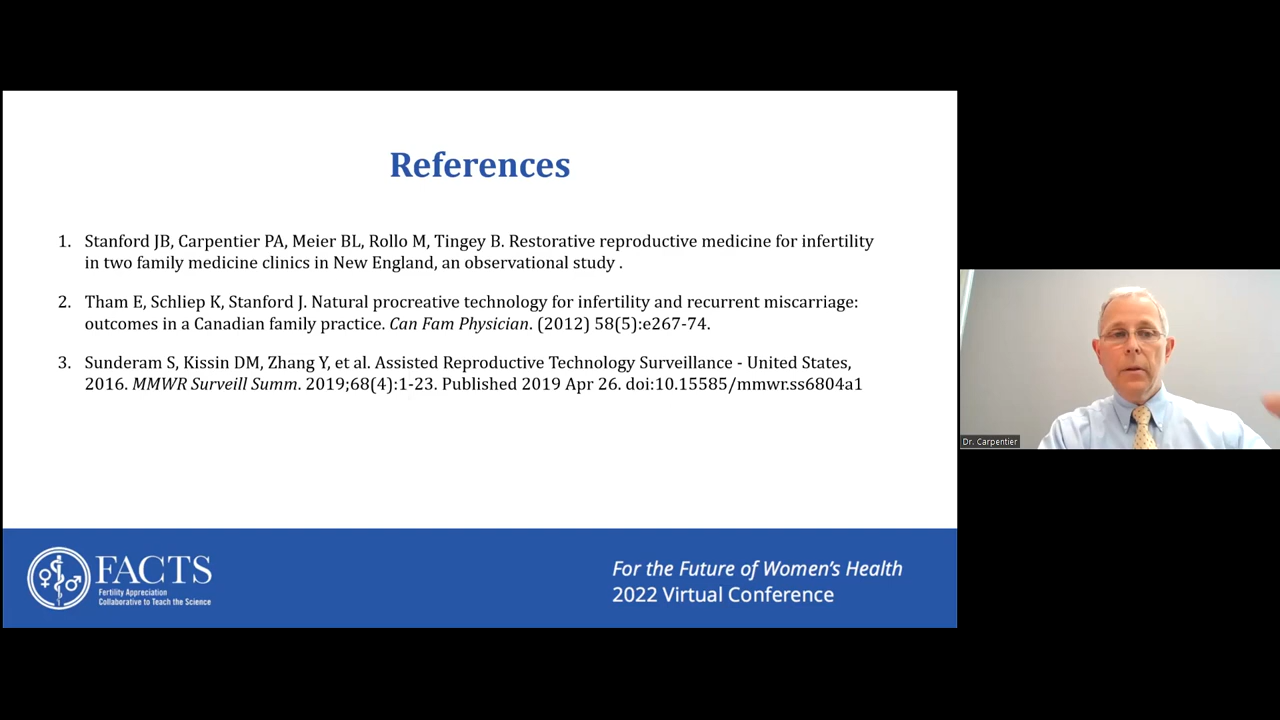 References
1. Stanford JB, Carpentier PA, Meier BL, Rollo M, Tingey B. Restorative reproductive medicine for infertility
in two family medicine clinics in New England, an observational study .
2. Tham E, Schliep K, Stanford J. Natural procreative technology for infertility and recurrent miscarriage:
outcomes in a Canadian family practice. Can Fam Physician. (2012) 58(5):e267-74.
3. Sunderam S, Kissin DM, Zhang Y, et al. Assisted Reproductive Technology Surveillance - United States,
2016. MMWR Surveill Summ. 2019;68(4):1-23. Published 2019 Apr 26. doi:10.15585/mmwr.ss6804a1
FACTS
Fertility Appreciation
Collaborative to Teach the Science
For the Future of Women's Health
2022 Virtual Conference
Dr. Carpentier